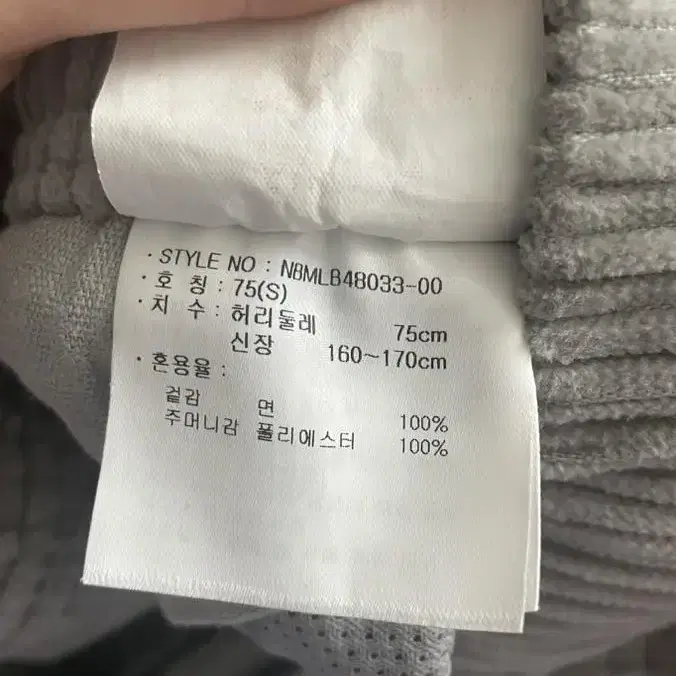 · STYLE NO : NBMLB48033-00
· 호 칭 : 75(S)
· 치 수 : 허리둘레 75cm
신장 160~170cm
· 혼용율 :
겉감 면 100%
주머니감 폴리에스터 100%